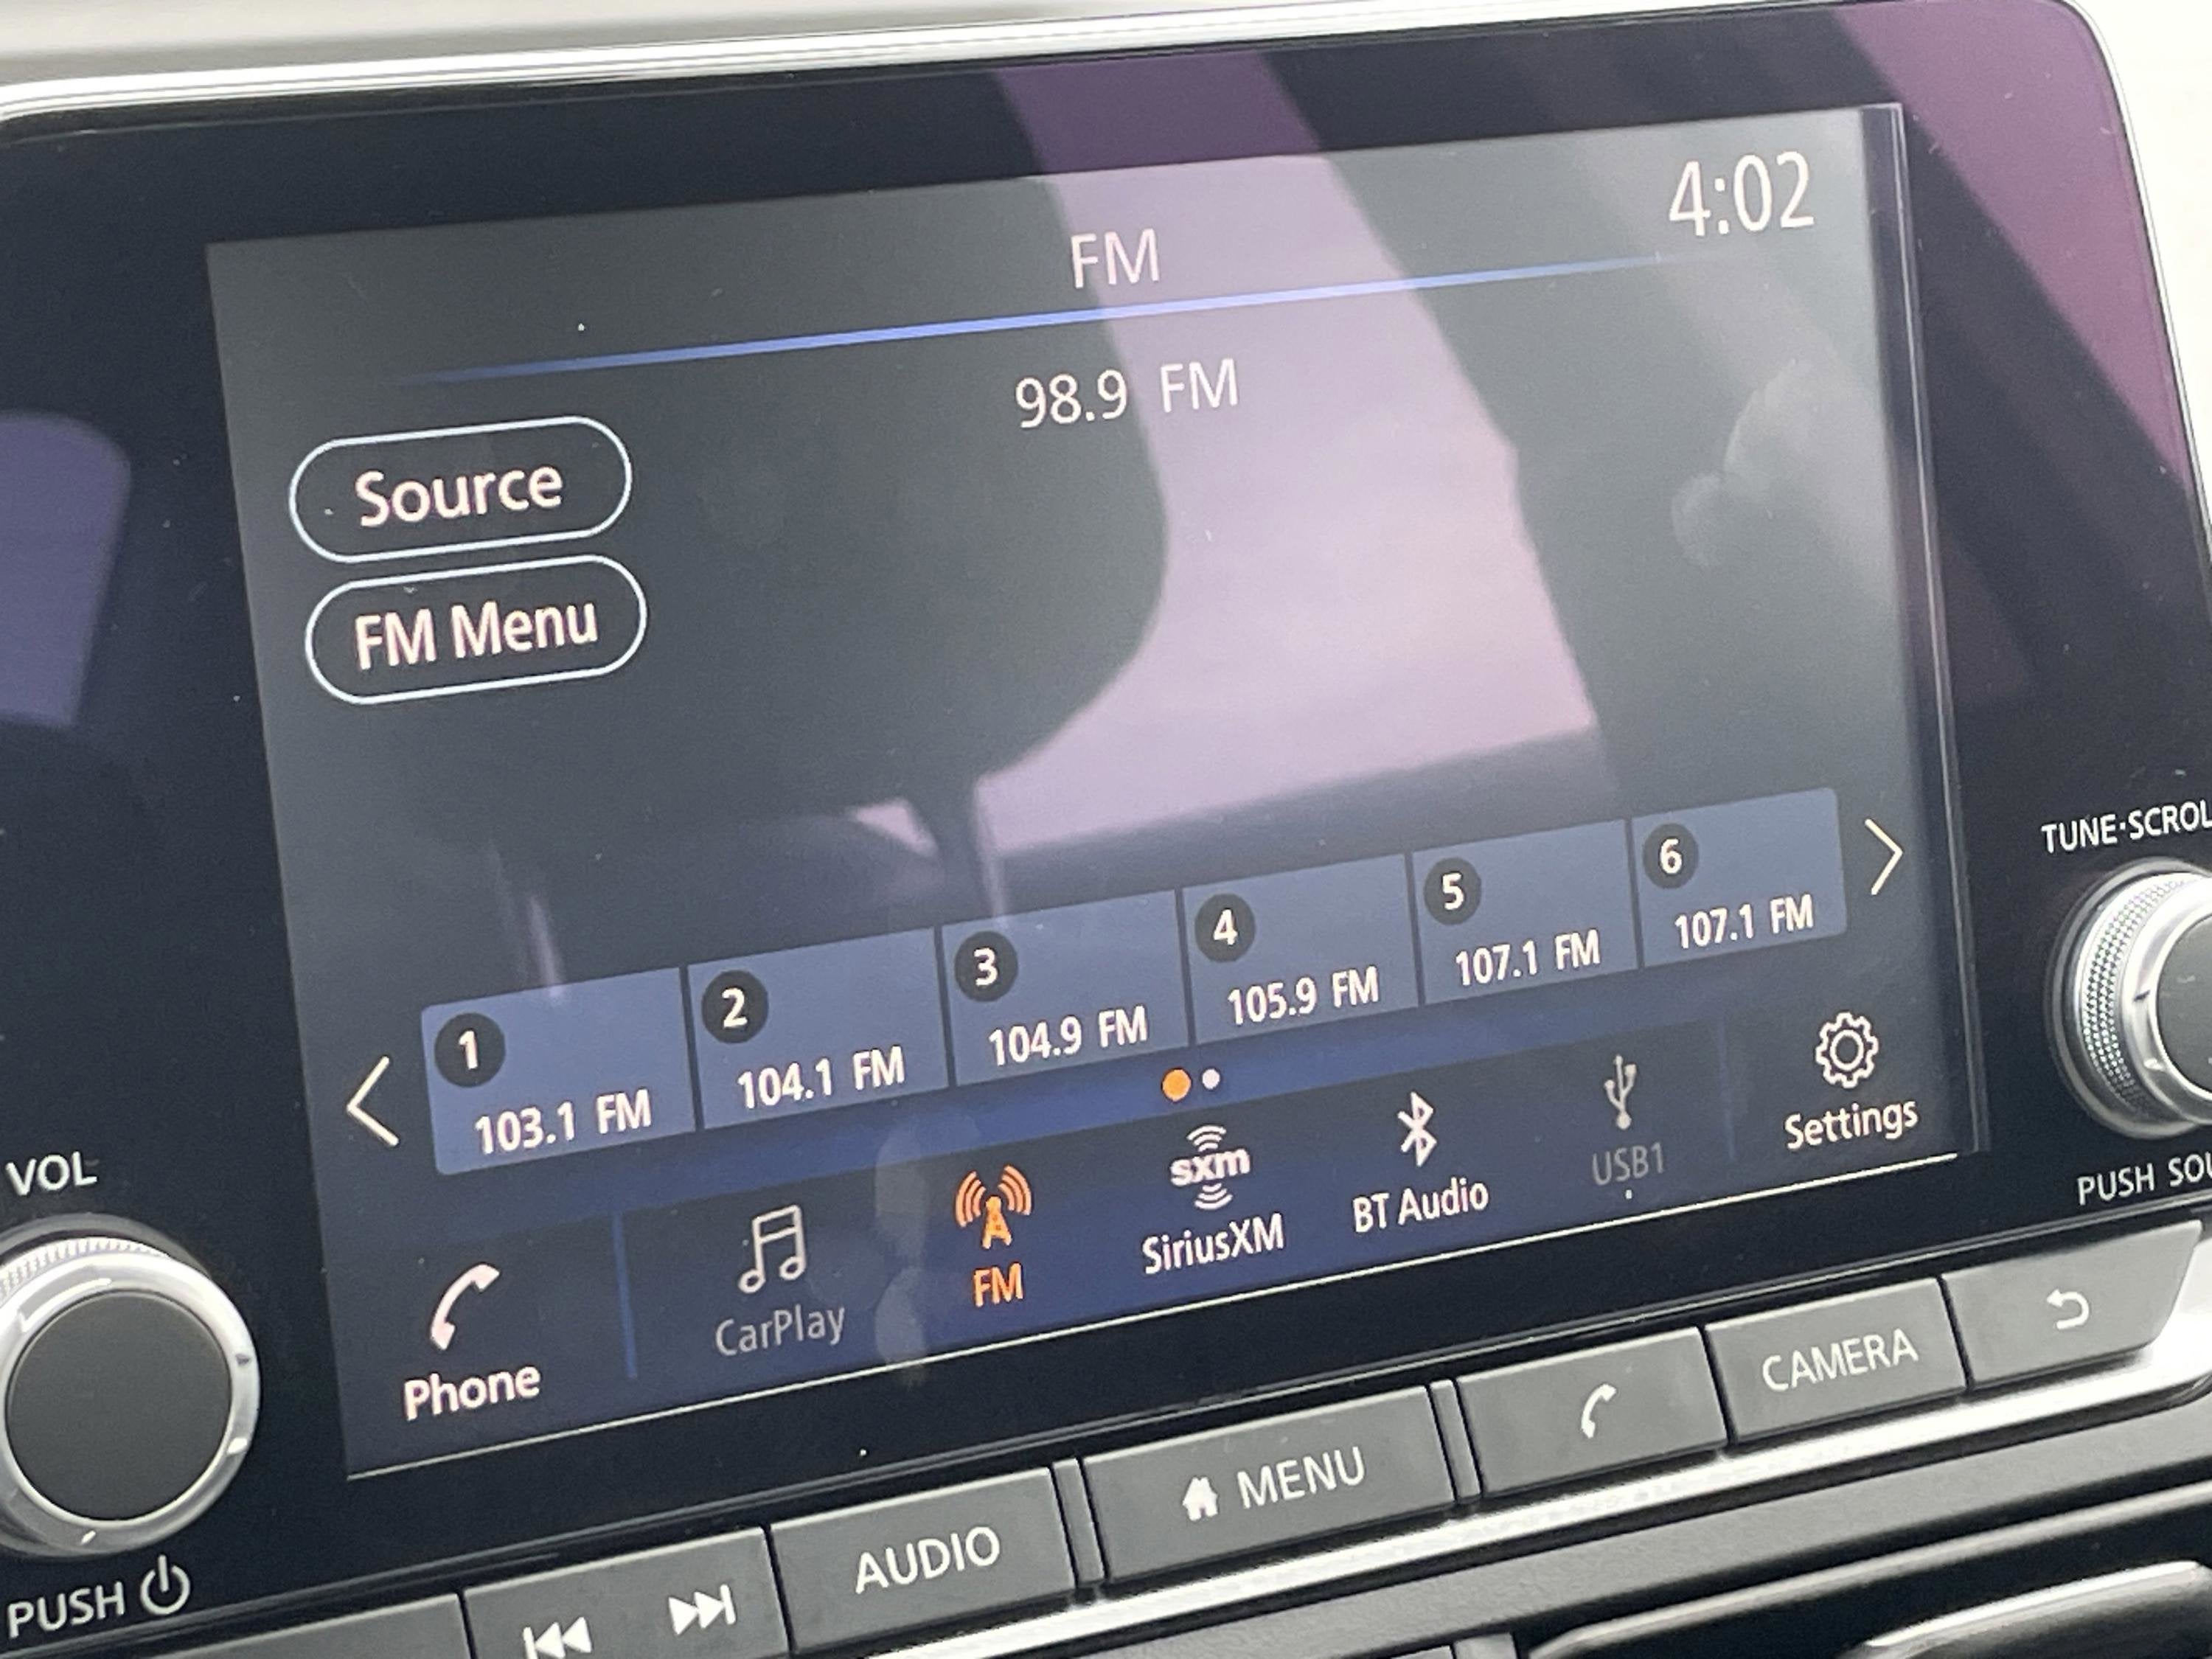 4:02
FM
98.9 FM
Source
FM Menu
1
103.1 FM
2
104.1 FM
3
104.9 FM
4
105.9 FM
5
107.1 FM
6
107.1 FM
Phone
CarPlay
FM
sxm
SiriusXM
BT Audio
USB1
Settings
VOL
PUSH
TUNE·SCROL
PUSH SOU
AUDIO
MENU
CAMERA